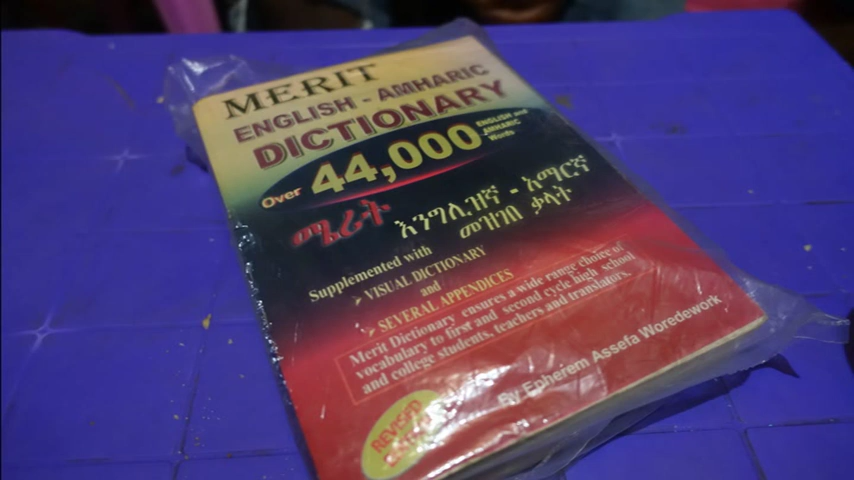 MERIT
ENGLISH - AMHARIC
DICTIONARY
Over 44,000 ENGLISH and AMHARIC Words
ሜሪት እንግሊዝኛ - አማርኛ
መዝገበ ቃላት
Supplemented with
VISUAL DICTIONARY
and
SEVERAL APPENDICES
Merit Dictionary ensures a wide range choice of
vocabulary to first and second cycle high school
and college students, teachers and translators.
By Epherem Assefa Woredework
REVISED
EDITION